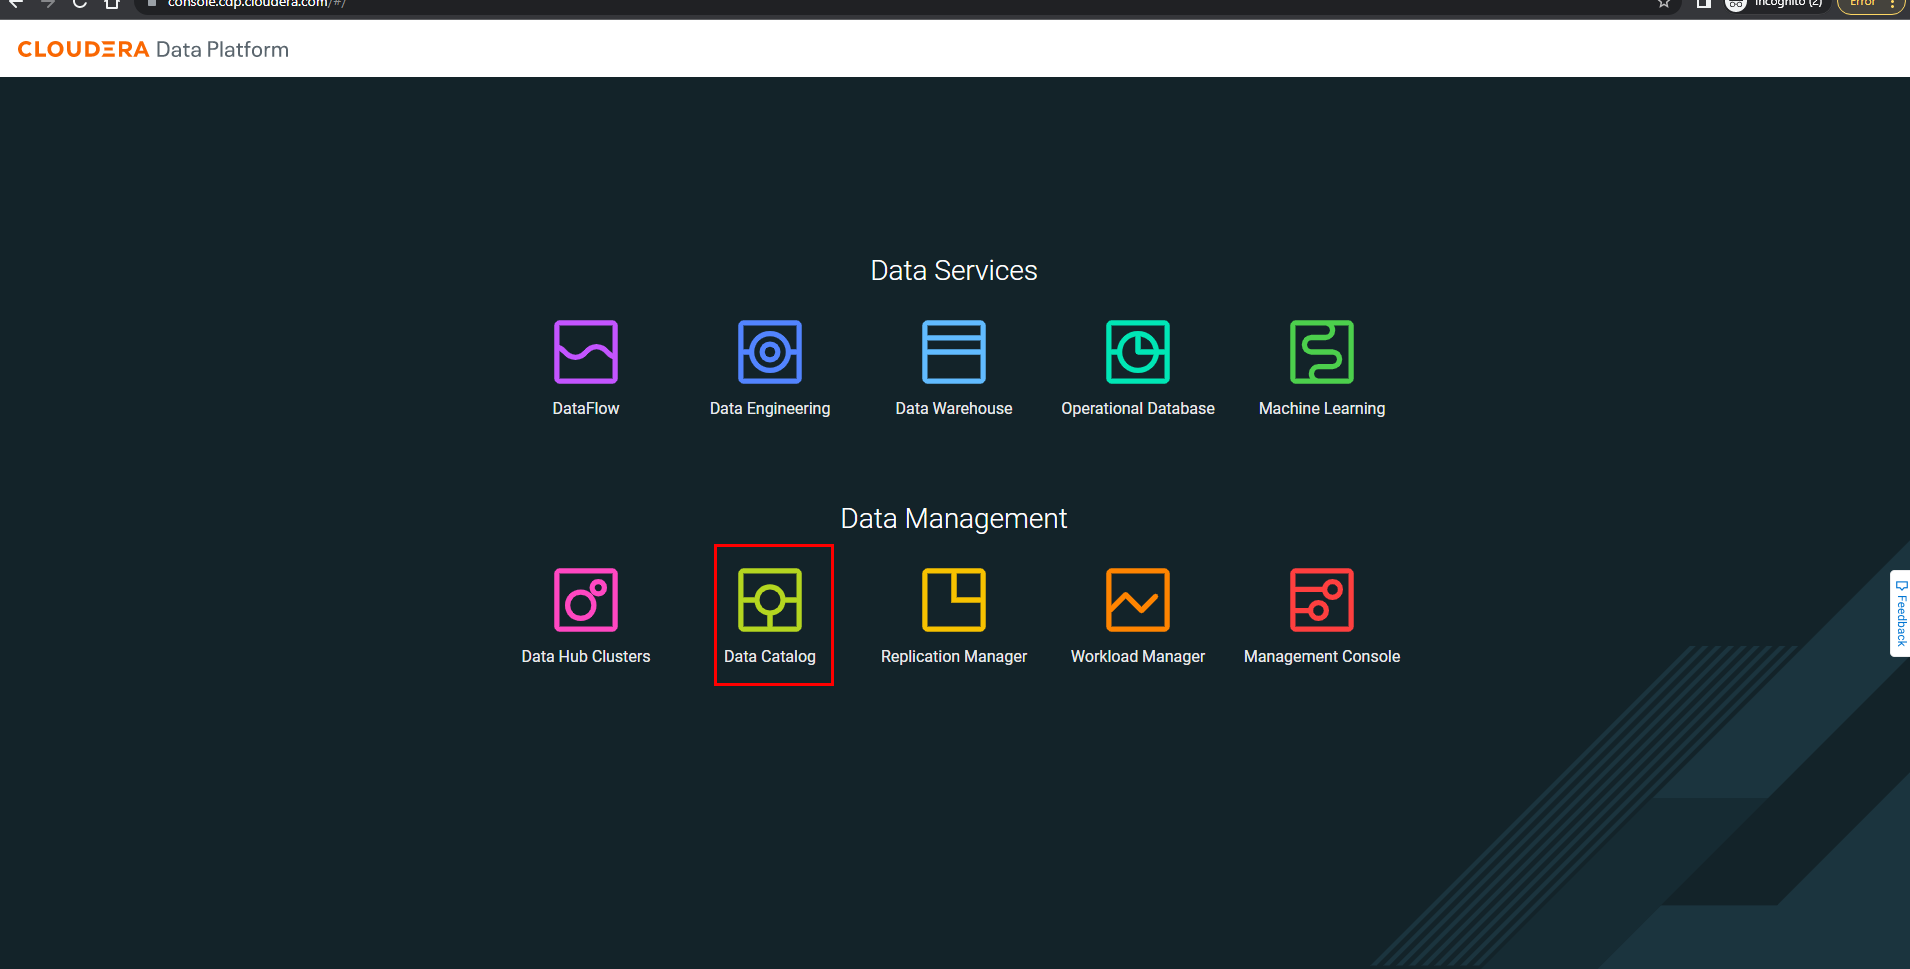 console.cdp.cloudera.com/#/
Incognito (2)
Error
CLOUDERA Data Platform
Data Services
DataFlow
Data Engineering
Data Warehouse
Operational Database
Machine Learning
Data Management
Data Hub Clusters
Data Catalog
Replication Manager
Workload Manager
Management Console
Feedback